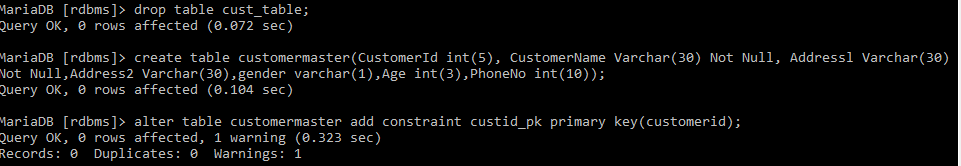 MariaDB [rdbms]> drop table cust_table;
Query OK, 0 rows affected (0.072 sec)
MariaDB [rdbms]> create table customermaster(CustomerId int(5), CustomerName Varchar(30) Not Null, Addressl Varchar(30)
Not Null,Address2 Varchar(30),gender varchar(1),Age int(3),PhoneNo int(10));
Query OK, 0 rows affected (0.104 sec)
MariaDB [rdbms]> alter table customermaster add constraint custid_pk primary key(customerid);
Query OK, 0 rows affected, 1 warning (0.323 sec)
Records: 0  Duplicates: 0  Warnings: 1